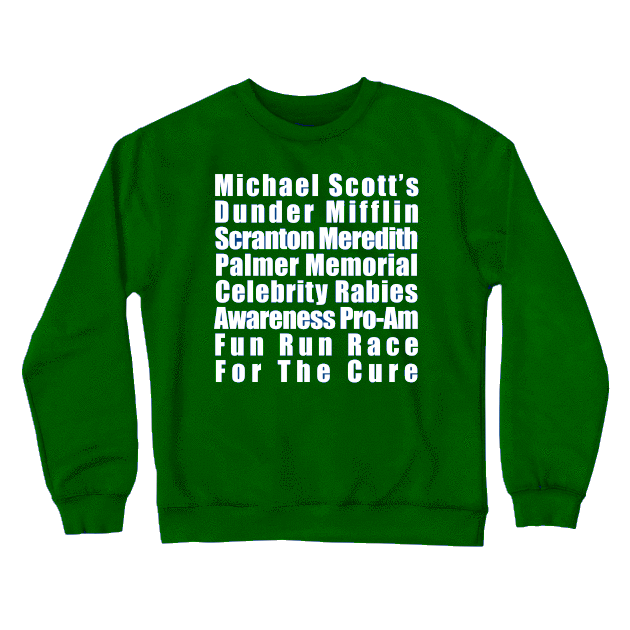 Michael Scott’s
Dunder Mifflin
Scranton Meredith
Palmer Memorial
Celebrity Rabies
Awareness Pro-Am
Fun Run Race
For The Cure